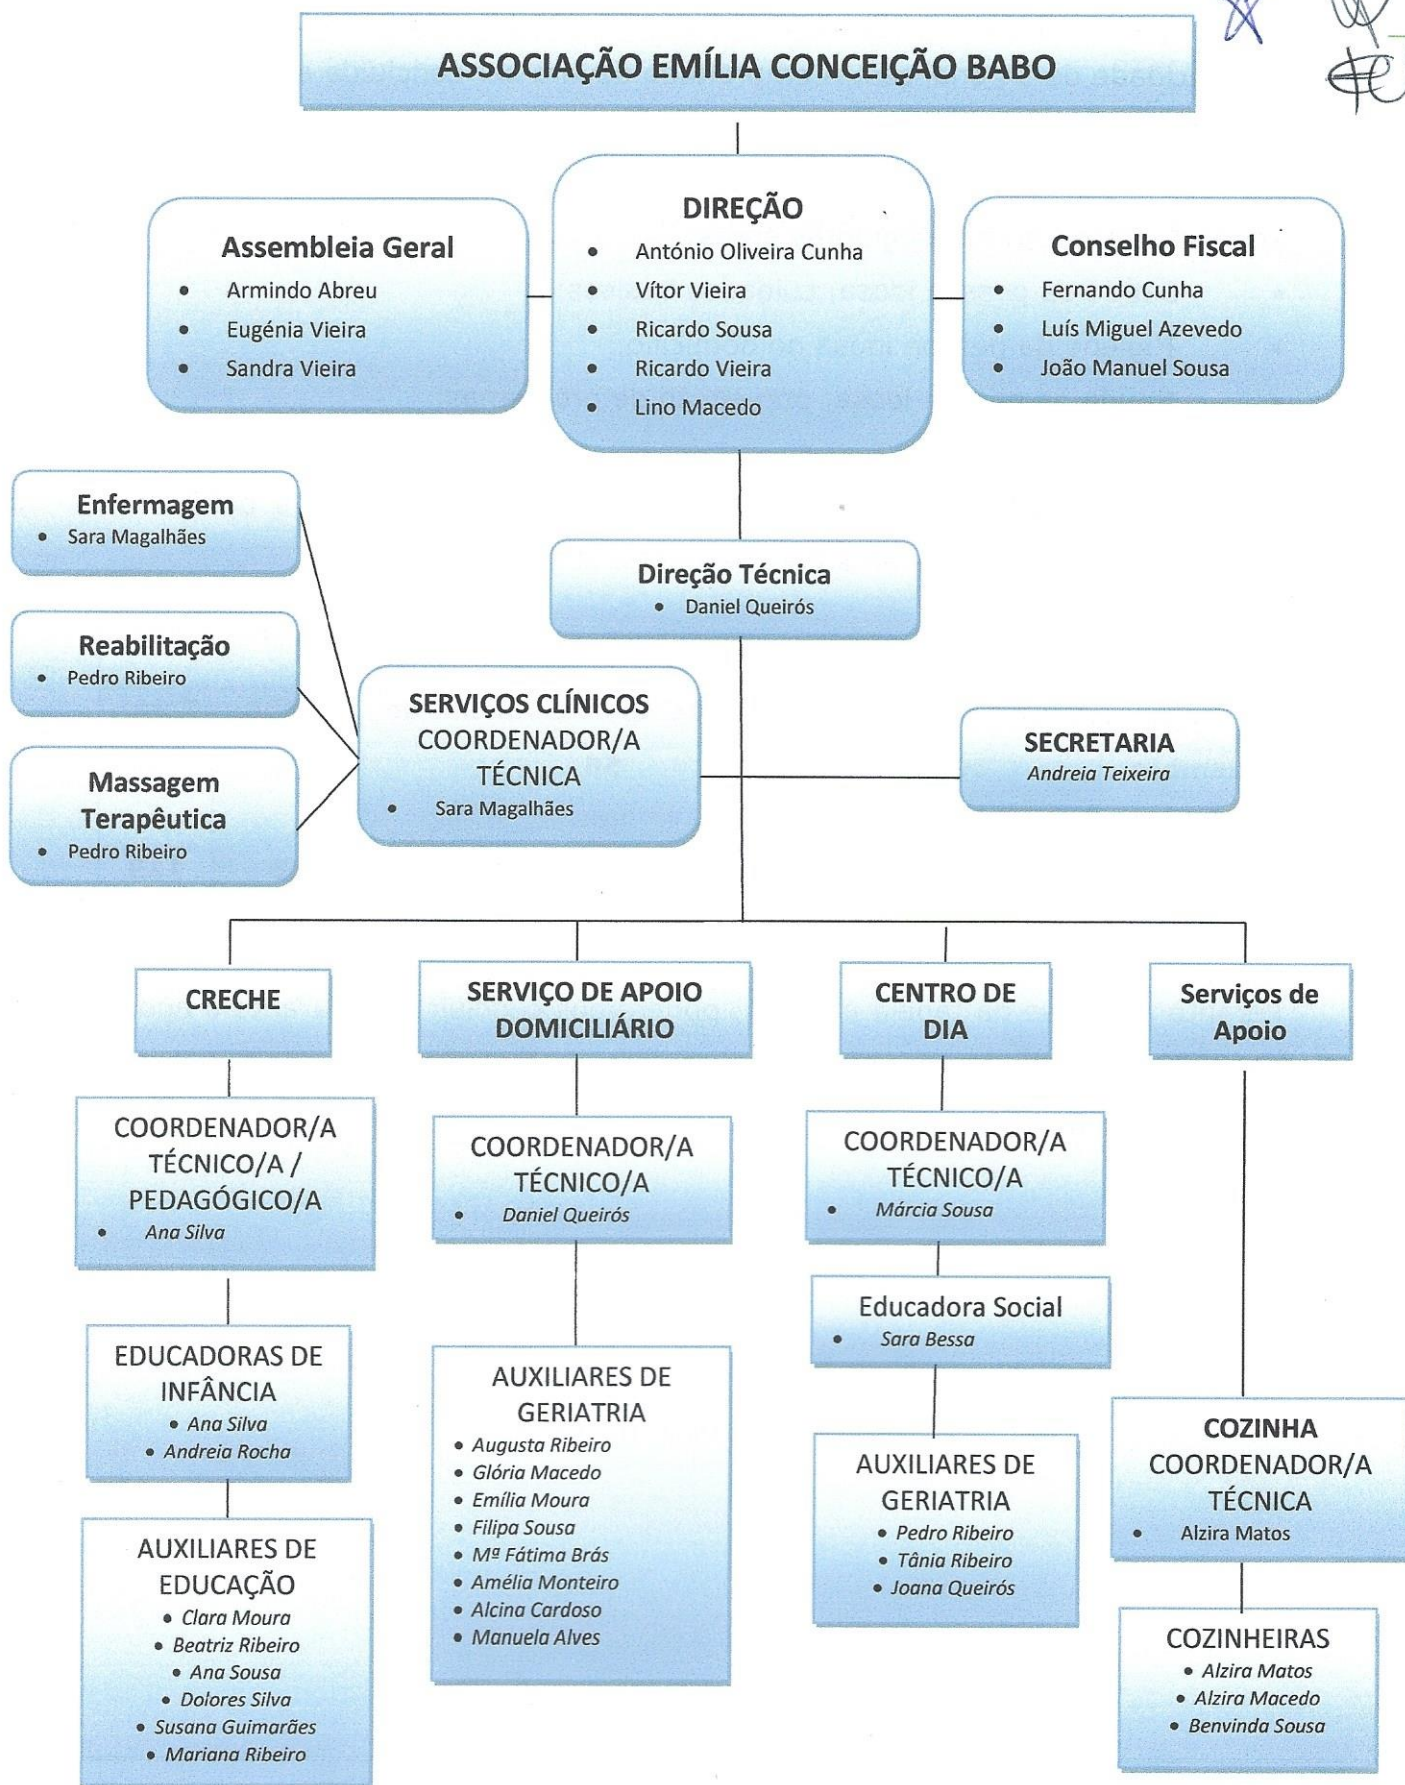 ASSOCIAÇÃO EMÍLIA CONCEIÇÃO BABO
Assembleia Geral
• Armindo Abreu
• Eugénia Vieira
• Sandra Vieira
DIREÇÃO
• António Oliveira Cunha
• Vítor Vieira
• Ricardo Sousa
• Ricardo Vieira
• Lino Macedo
Conselho Fiscal
• Fernando Cunha
• Luís Miguel Azevedo
• João Manuel Sousa
Enfermagem
• Sara Magalhães
Reabilitação
• Pedro Ribeiro
Massagem
Terapêutica
• Pedro Ribeiro
Direção Técnica
• Daniel Queirós
SERVIÇOS CLÍNICOS
COORDENADOR/A
TÉCNICA
• Sara Magalhães
SECRETARIA
Andreia Teixeira
CRECHE
COORDENADOR/A
TÉCNICO/A /
PEDAGÓGICO/A
• Ana Silva
EDUCADORAS DE
INFÂNCIA
• Ana Silva
• Andreia Rocha
AUXILIARES DE
EDUCAÇÃO
• Clara Moura
• Beatriz Ribeiro
• Ana Sousa
• Dolores Silva
• Susana Guimarães
• Mariana Ribeiro
SERVIÇO DE APOIO
DOMICILIÁRIO
COORDENADOR/A
TÉCNICO/A
• Daniel Queirós
AUXILIARES DE
GERIATRIA
• Augusta Ribeiro
• Glória Macedo
• Emília Moura
• Filipa Sousa
• Mª Fátima Brás
• Amélia Monteiro
• Alcina Cardoso
• Manuela Alves
CENTRO DE
DIA
COORDENADOR/A
TÉCNICO/A
• Márcia Sousa
Educadora Social
• Sara Bessa
AUXILIARES DE
GERIATRIA
• Pedro Ribeiro
• Tânia Ribeiro
• Joana Queirós
Serviços de
Apoio
COZINHA
COORDENADOR/A
TÉCNICA
• Alzira Matos
COZINHEIRAS
• Alzira Matos
• Alzira Macedo
• Benvinda Sousa